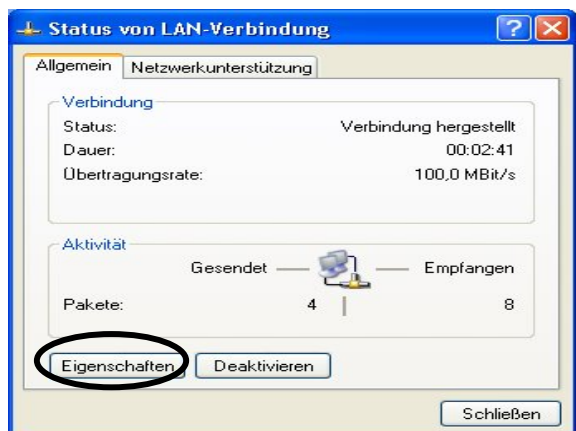 Status von LAN-Verbindung
Allgemein Netzwerkunterstützung
Verbindung
Status: Verbindung hergestellt
Dauer: 00:02:41
Übertragungsrate: 100,0 MBit/s
Aktivität
Gesendet Empfangen
Pakete: 4 8
Eigenschaften Deaktivieren
Schließen